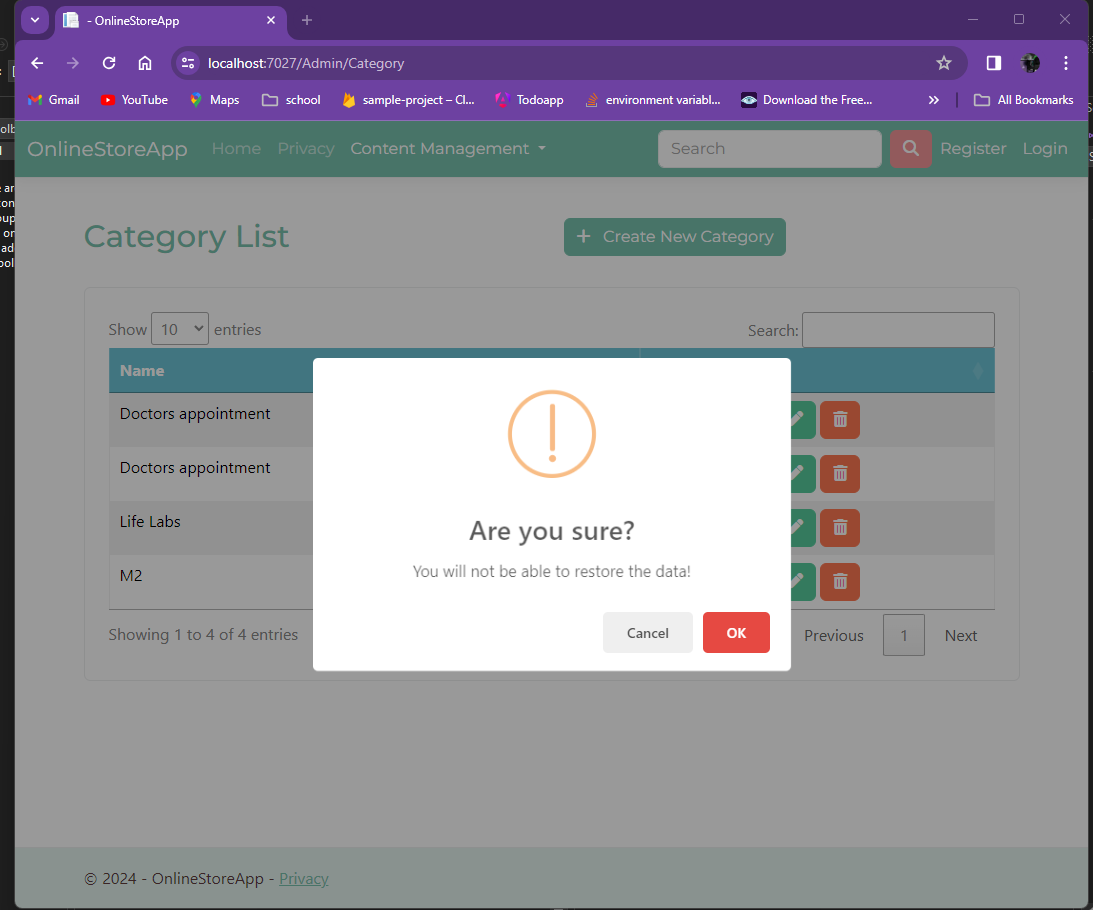 - OnlineStoreApp
localhost:7027/Admin/Category
Gmail YouTube Maps school sample-project – Cl... Todoapp environment variabl... Download the Free... » All Bookmarks
OnlineStoreApp Home Privacy Content Management Search Register Login
Category List + Create New Category
Show 10 entries Search:
Name
Doctors appointment
Doctors appointment
Life Labs
M2
Are you sure?
You will not be able to restore the data!
Cancel OK
Showing 1 to 4 of 4 entries Previous 1 Next
© 2024 - OnlineStoreApp - Privacy